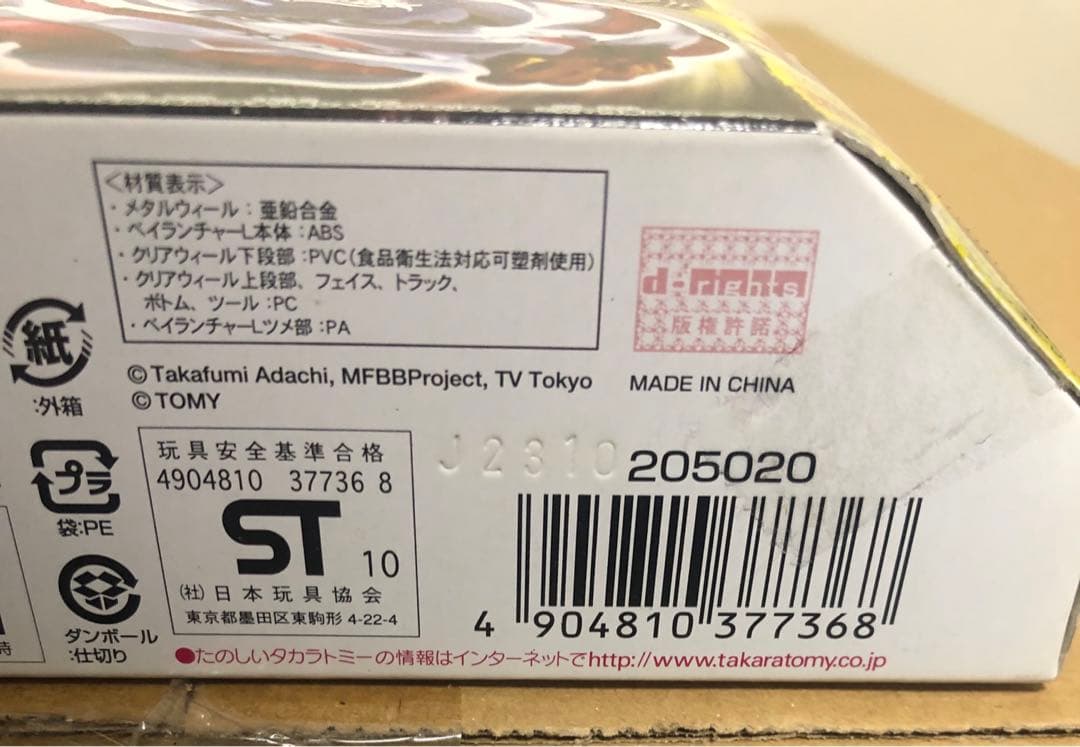 <材質表示>
・メタルウィール：亜鉛合金
・ベイランチャーL本体：ABS
・クリアウィール下段部：PVC(食品衛生法対応可塑剤使用)
・クリアウィール上段部、フェイス、トラック、
ボトム、ツール：PC
・ベイランチャーLツメ部：PA
d-rights
版権許諾
紙
:外箱
©Takafumi Adachi, MFBBProject, TV Tokyo
©TOMY
MADE IN CHINA
プラ
袋:PE
ダンボール
:仕切り
時
玩具安全基準合格
4904810 37736 8
ST 10
(社)日本玩具協会
東京都墨田区東駒形 4-22-4
J2310
205020
4 904810 377368
●たのしいタカラトミーの情報はインターネットでhttp://www.takaratomy.co.jp